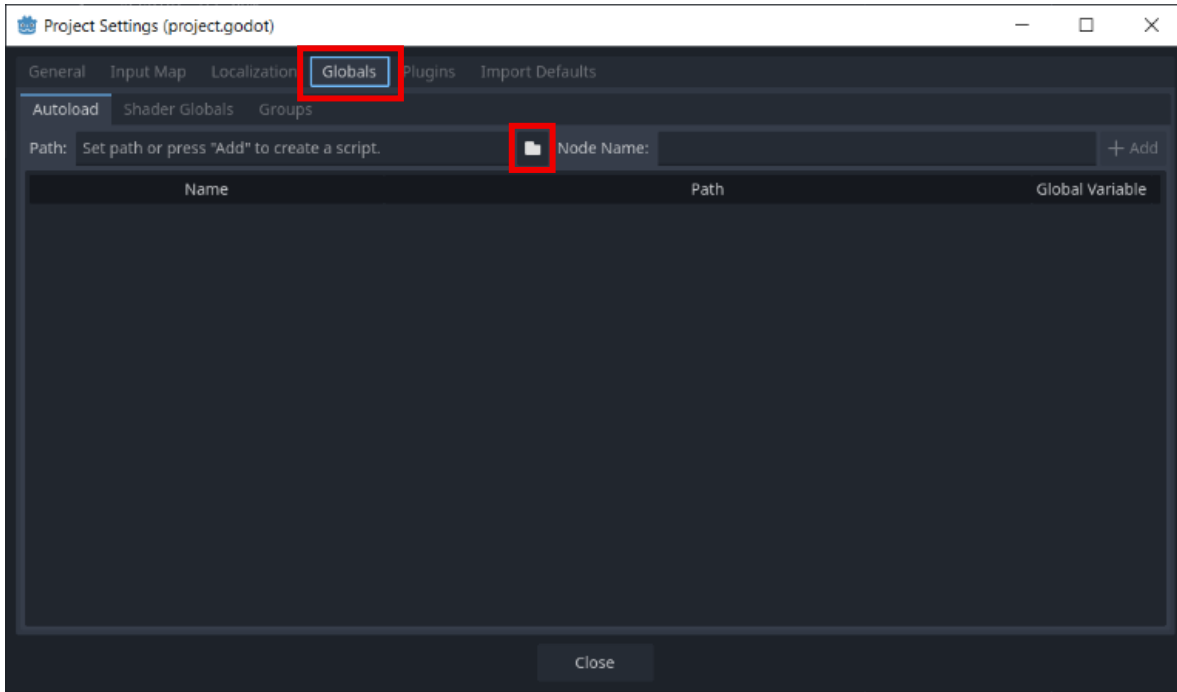 Project Settings (project.godot)
General Input Map Localization Globals Plugins Import Defaults
Autoload Shader Globals Groups
Path: Set path or press "Add" to create a script. Node Name: + Add
Name Path Global Variable
Close